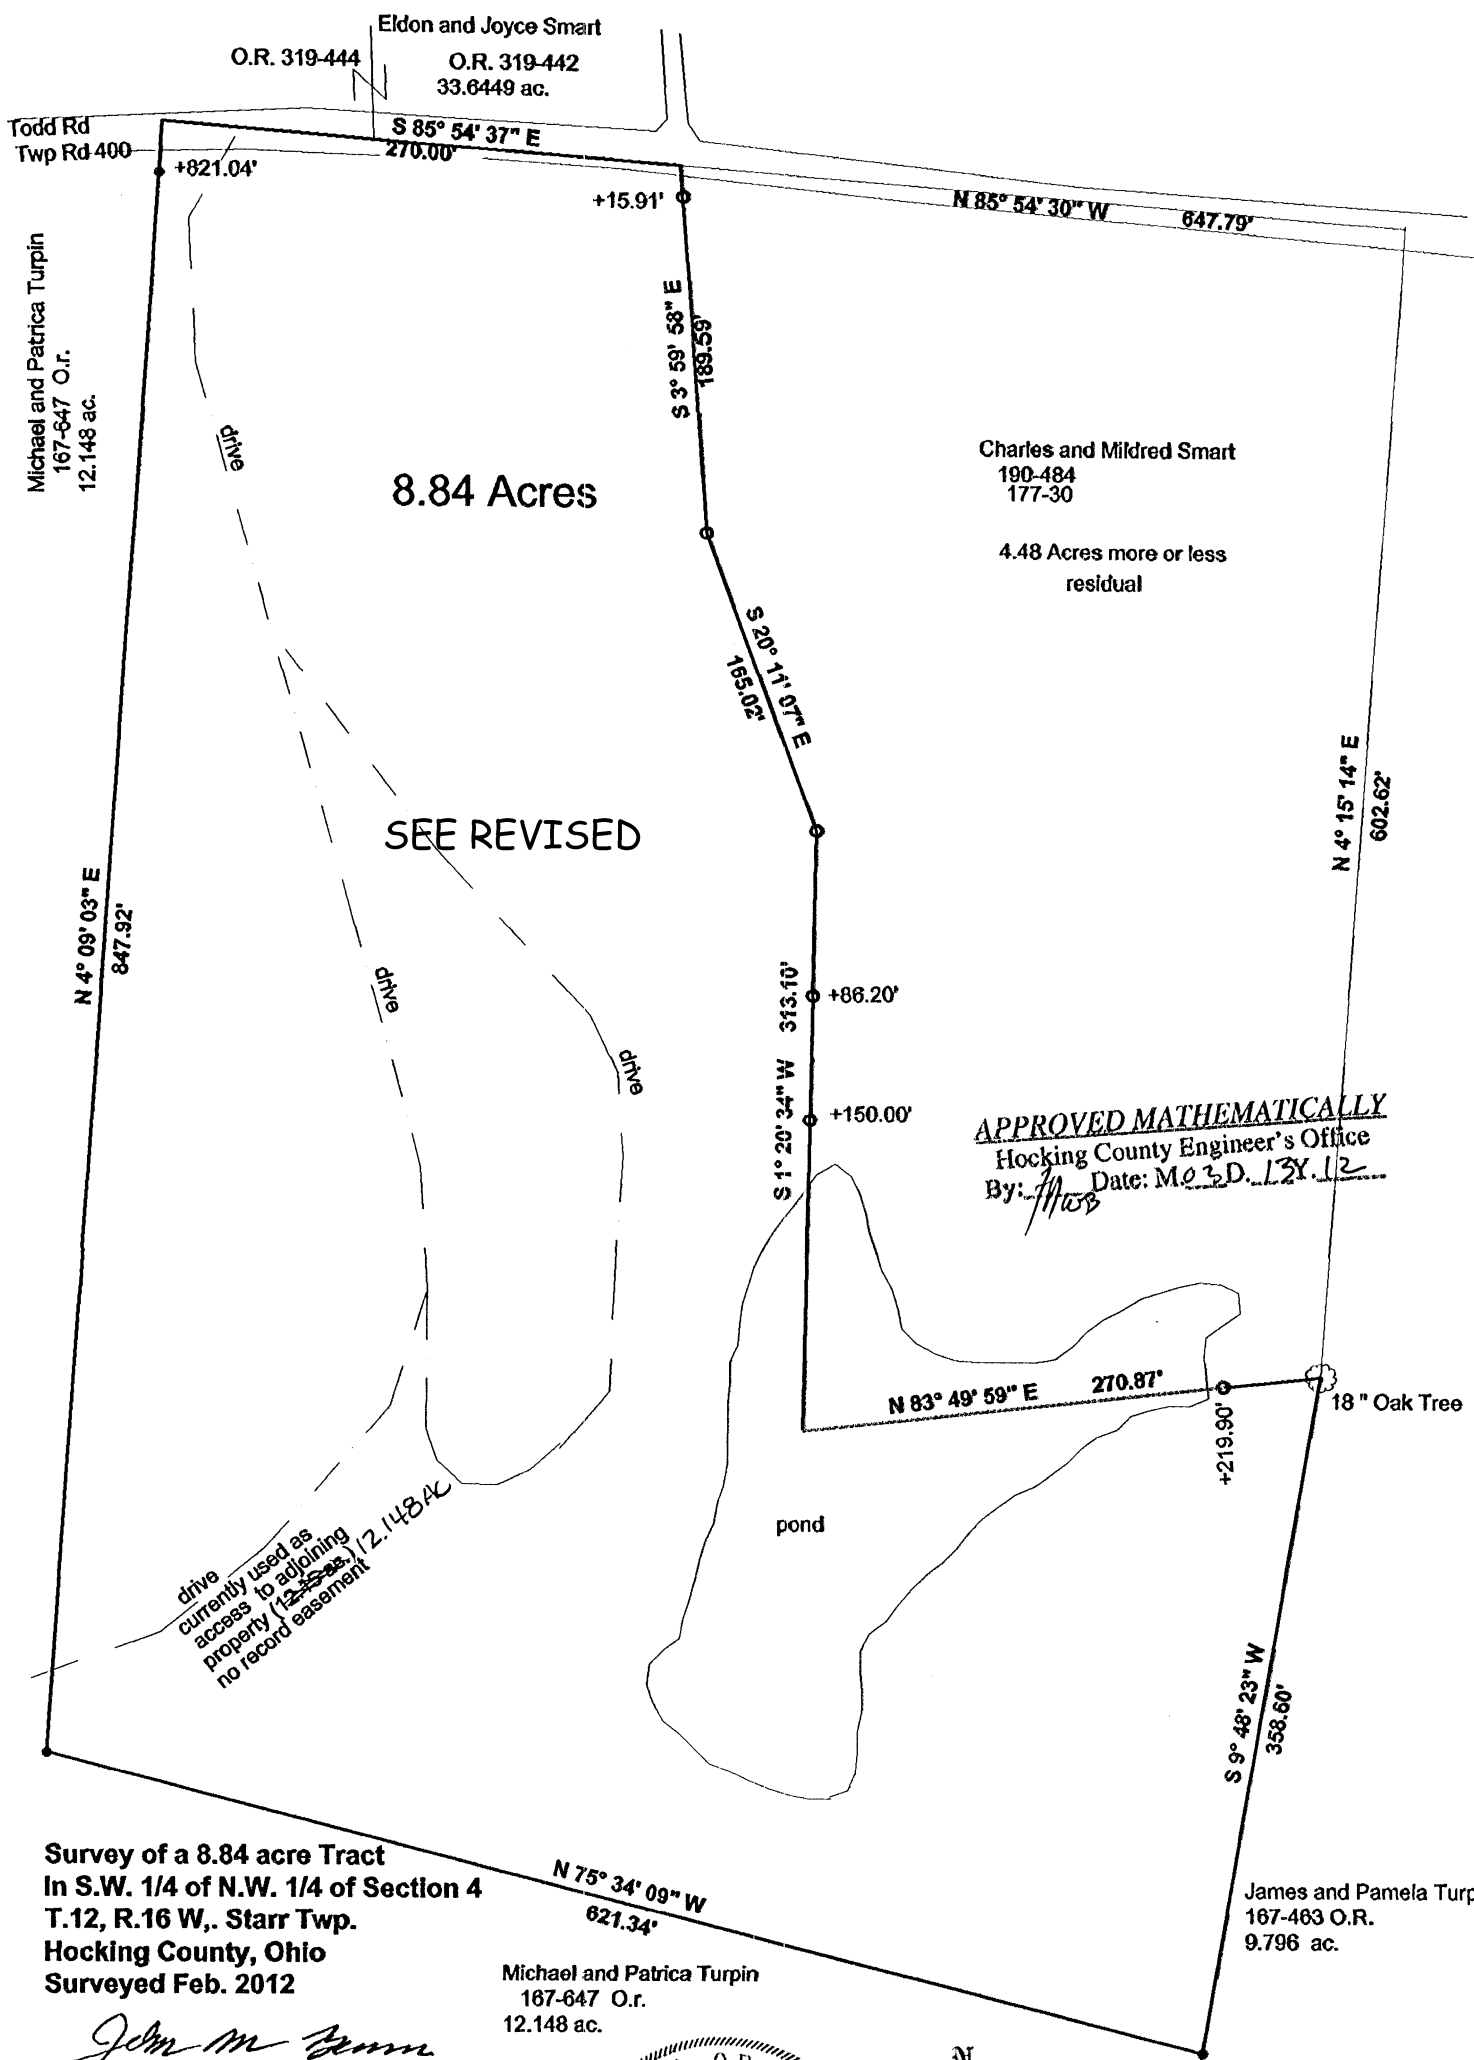 Eldon and Joyce Smart
O.R. 319-444
O.R. 319-442
33.6449 ac.
Todd Rd
Twp Rd 400
S 85° 54' 37" E
270.00'
+821.04'
+15.91'
N 85° 54' 30" W 647.79'
Michael and Patrica Turpin
167-647 O.r.
12.148 ac.
S 3° 59' 58" E
189.59'
drive
8.84 Acres
Charles and Mildred Smart
190-484
177-30
4.48 Acres more or less
residual
S 20° 11' 07" E
165.02'
SEE REVISED
N 4° 15' 14" E
602.62'
N 4° 09' 03" E
847.92'
drive
S 1° 20' 34" W 313.10'
+86.20'
drive
+150.00'
APPROVED MATHEMATICALLY
Hocking County Engineer's Office
By: Date: M.03 D.13 Y.12
N 83° 49' 59" E 270.87'
18 " Oak Tree
+219.90'
pond
drive
currently used as
access to adjoining
property (12.15 ac.) 12.148 AC
no record easement
S 9° 48' 23" W
358.60'
N 75° 34' 09" W
621.34'
Survey of a 8.84 acre Tract
In S.W. 1/4 of N.W. 1/4 of Section 4
T.12, R.16 W,. Starr Twp.
Hocking County, Ohio
Surveyed Feb. 2012
James and Pamela Turp
167-463 O.R.
9.796 ac.
Michael and Patrica Turpin
167-647 O.r.
12.148 ac.
John M